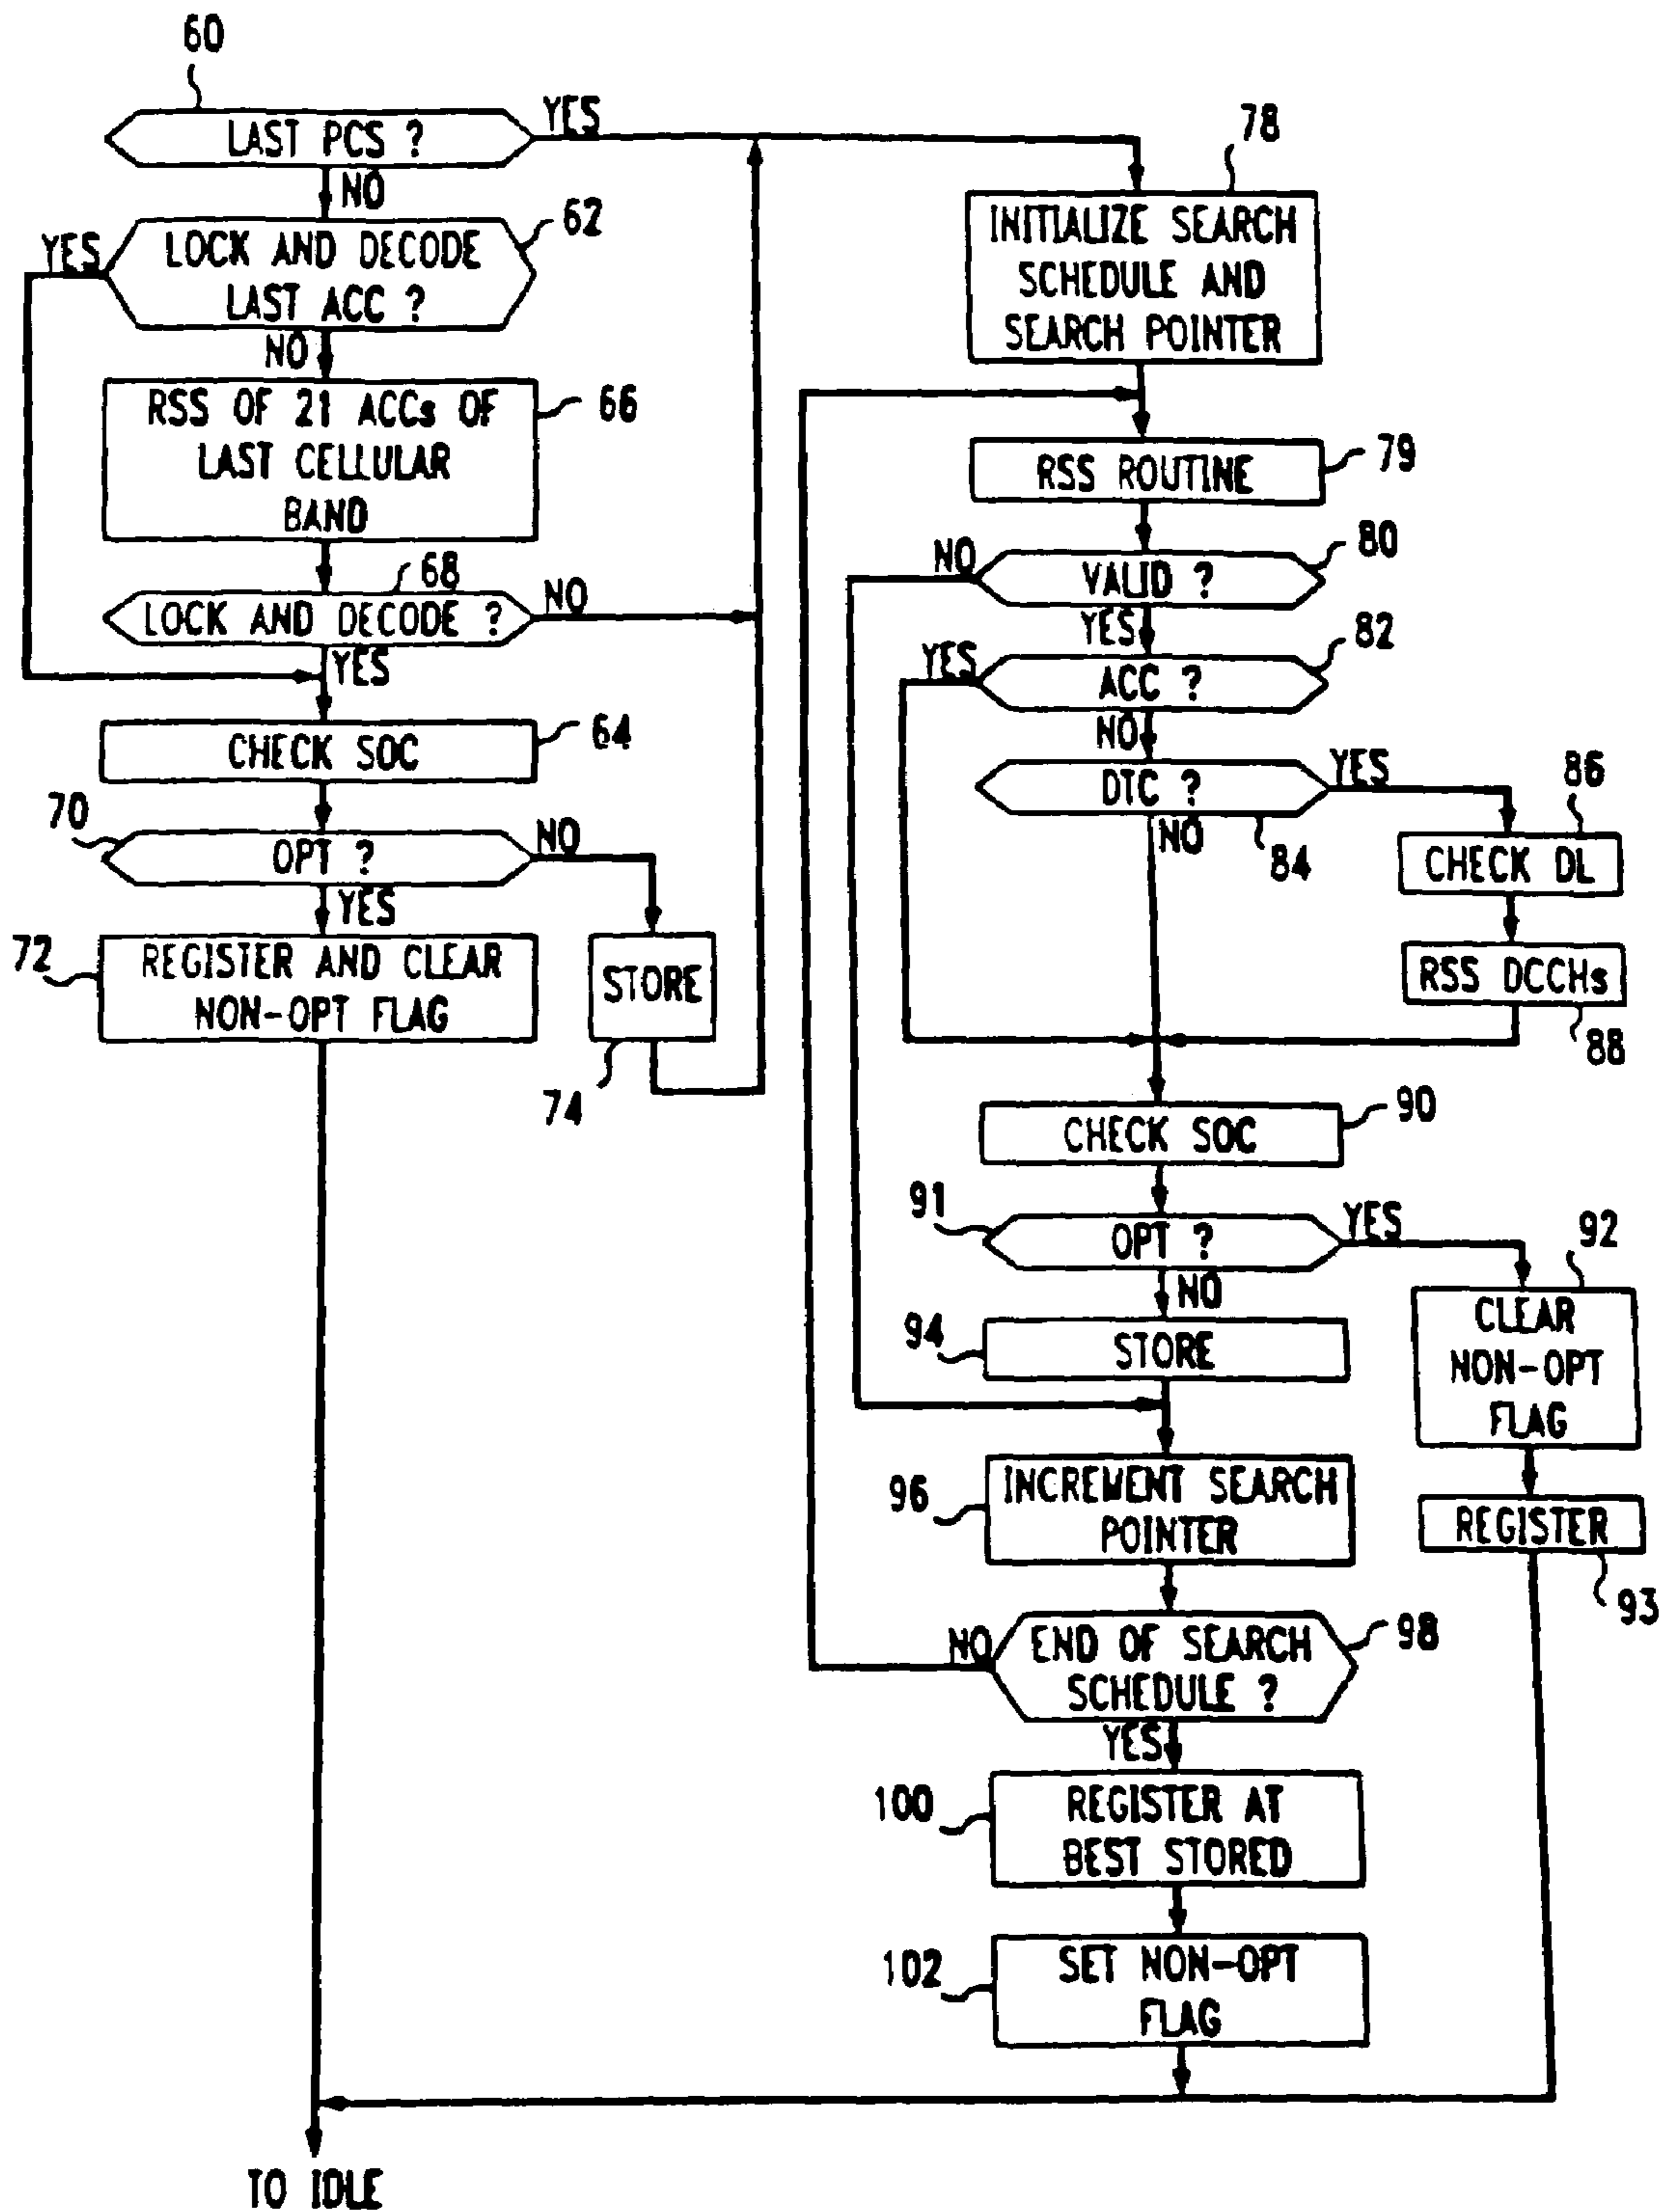 60
LAST PCS ?
YES
NO
LOCK AND DECODE
LAST ACC ?
62
YES
NO
RSS OF 21 ACCs OF
LAST CELLULAR
BAND
66
68
LOCK AND DECODE ?
NO
YES
CHECK SOC
64
70
OPT ?
NO
YES
72
REGISTER AND CLEAR
NON-OPT FLAG
STORE
74
78
INITIALIZE SEARCH
SCHEDULE AND
SEARCH POINTER
RSS ROUTINE
79
NO
VALID ?
80
YES
YES
ACC ?
82
NO
DTC ?
YES
84
NO
86
CHECK DL
RSS DCCHs
88
CHECK SOC
90
91
OPT ?
YES
NO
92
CLEAR
NON-OPT
FLAG
94
STORE
96
INCREMENT SEARCH
POINTER
REGISTER
93
NO
END OF SEARCH
SCHEDULE ?
98
YES
100
REGISTER AT
BEST STORED
102
SET NON-OPT
FLAG
TO IDLE